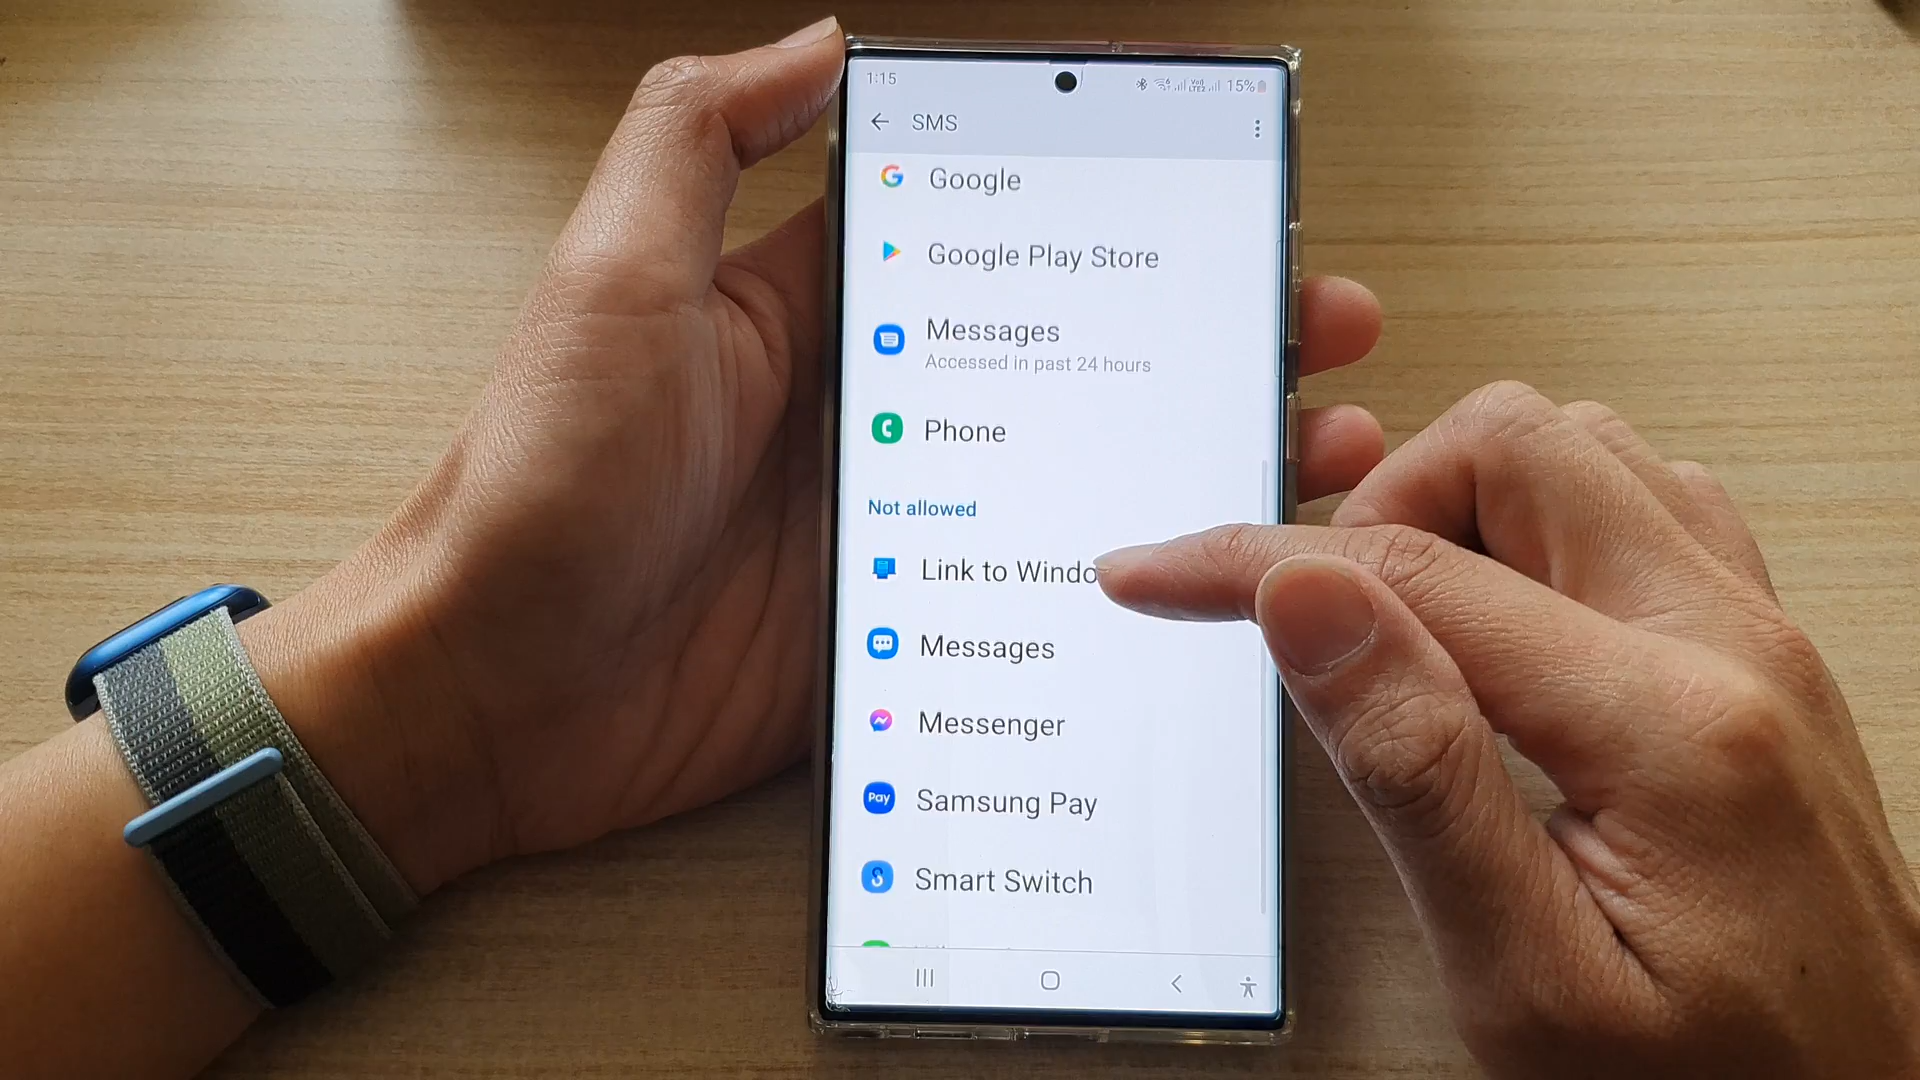 1:15 15%
SMS
Google
Google Play Store
Messages
Accessed in past 24 hours
Phone
Not allowed
Link to Windo
Messages
Messenger
Pay Samsung Pay
Smart Switch